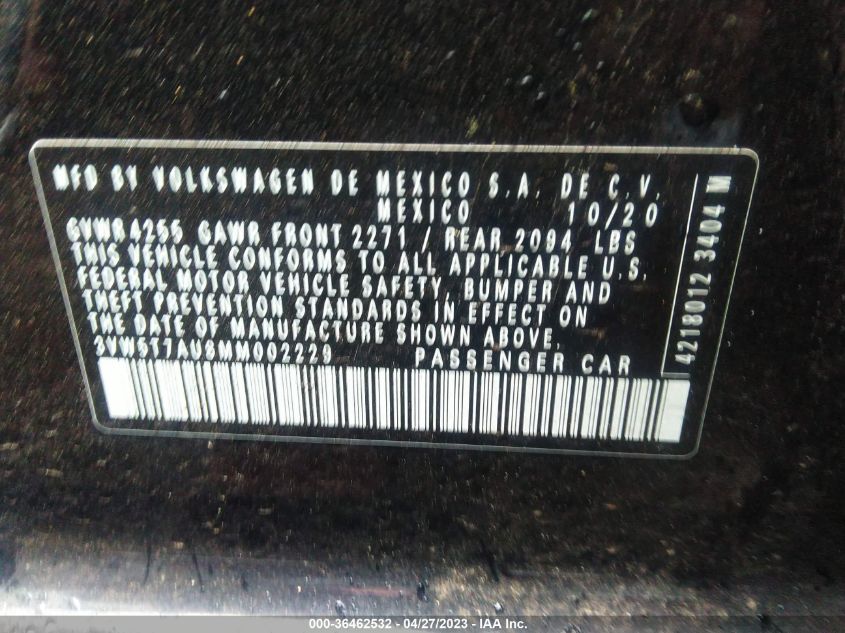 MFD BY VOLKSWAGEN DE MEXICO S.A. DE C.V.
MEXICO 10/20
GVWR 4255 GAWR FRONT 2271 / REAR 2094 LBS
THIS VEHICLE CONFORMS TO ALL APPLICABLE U.S.
FEDERAL MOTOR VEHICLE SAFETY, BUMPER AND
THEFT PREVENTION STANDARDS IN EFFECT ON
THE DATE OF MANUFACTURE SHOWN ABOVE.
3VW5T7AU8MM002229 PASSENGER CAR
4218012 3404 M
000-36462532 - 04/27/2023 - IAA Inc.